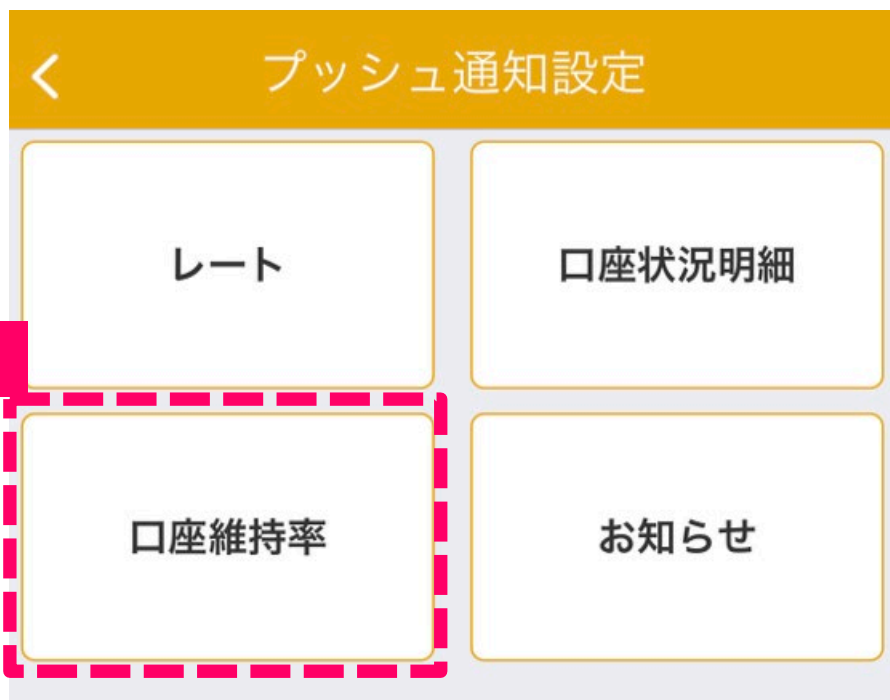 プッシュ通知設定
レート
口座状況明細
口座維持率
お知らせ